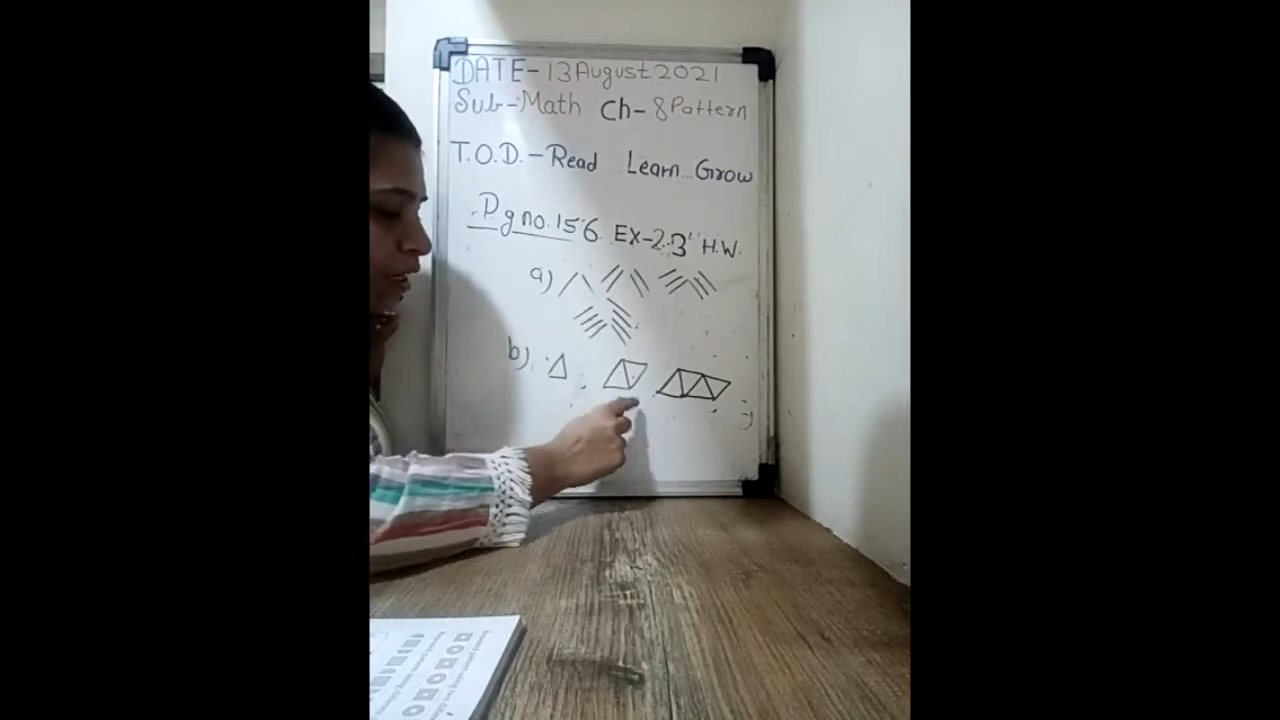 DATE-13 August 2021
Sub-Math Ch-8 Pattern
T.O.D.-Read Learn..Grow
Pg no.156 EX-2.3' H.W.
a)
b)